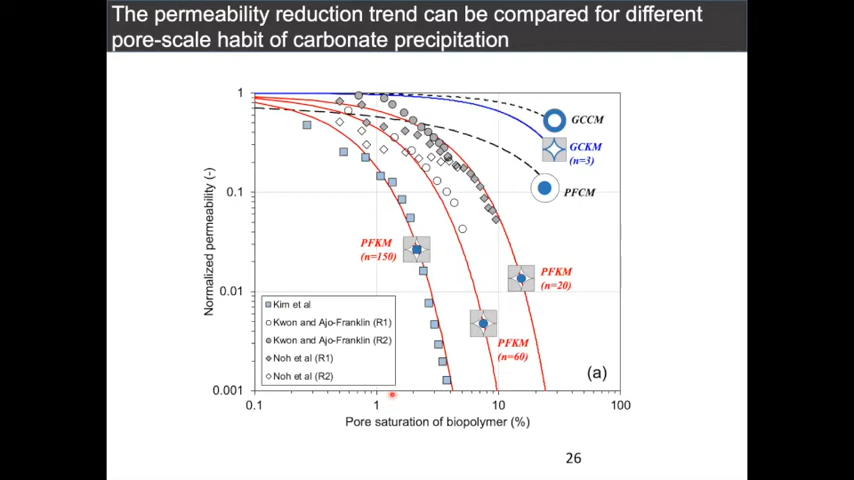 The permeability reduction trend can be compared for different
pore-scale habit of carbonate precipitation
1
0.1
0.01
0.001
Normalized permeability (-)
GCCM
GCKM
(n=3)
PFCM
PFKM
(n=150)
PFKM
(n=20)
PFKM
(n=60)
Kim et al
Kwon and Ajo-Franklin (R1)
Kwon and Ajo-Franklin (R2)
Noh et al (R1)
Noh et al (R2)
(a)
0.1 1 10 100
Pore saturation of biopolymer (%)
26